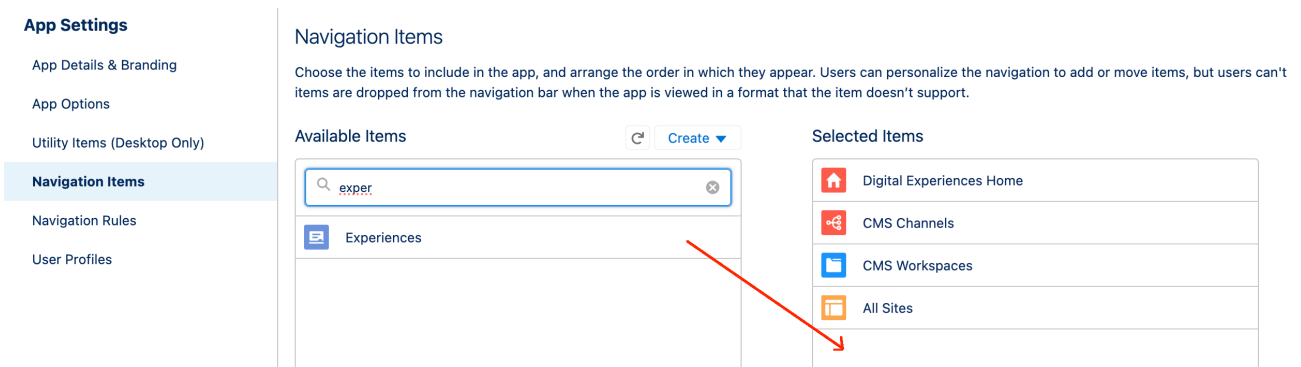 App Settings
App Details & Branding
App Options
Utility Items (Desktop Only)
Navigation Items
Navigation Rules
User Profiles
Navigation Items
Choose the items to include in the app, and arrange the order in which they appear. Users can personalize the navigation to add or move items, but users can't
items are dropped from the navigation bar when the app is viewed in a format that the item doesn’t support.
Available Items
Create
exper
Experiences
Selected Items
Digital Experiences Home
CMS Channels
CMS Workspaces
All Sites